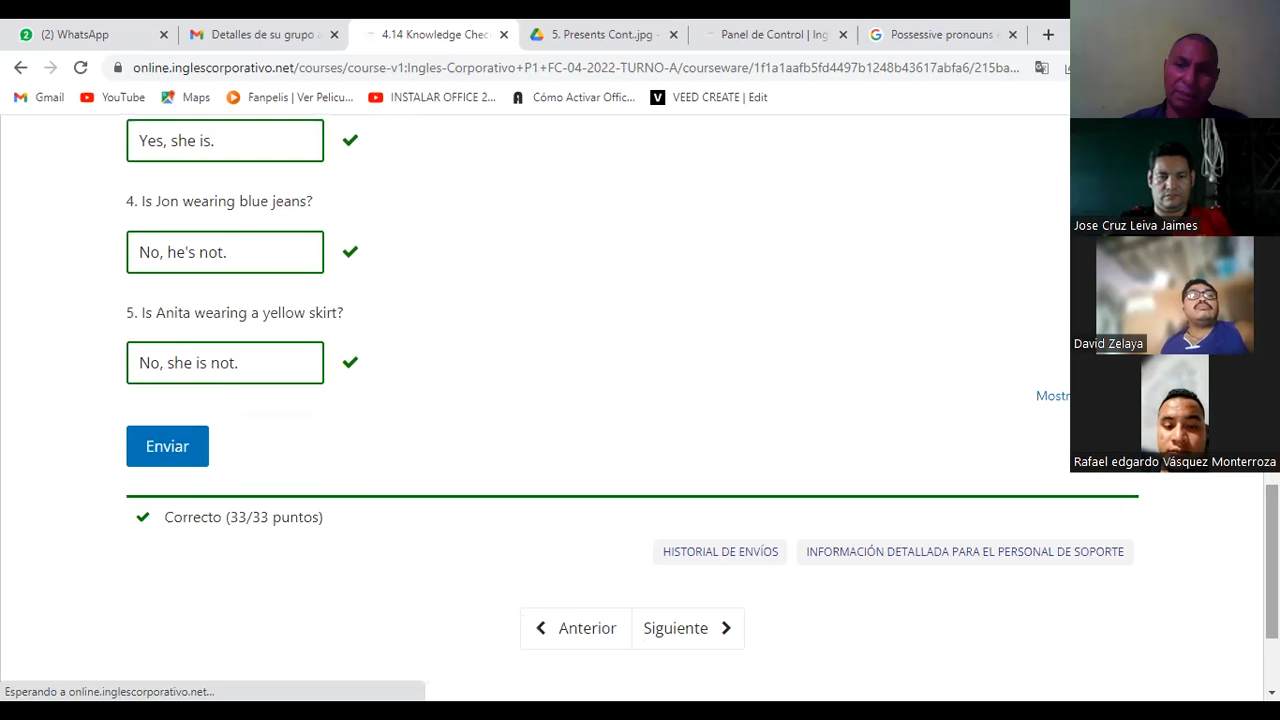 (2) WhatsApp
Detalles de su grupo a
4.14 Knowledge Chec
5. Presents Cont..jpg -
Panel de Control | Ing
Possessive pronouns
online.inglescorporativo.net/courses/course-v1:Ingles-Corporativo+P1+FC-04-2022-TURNO-A/courseware/1f1a1aafb5fd4497b1248b43617abfa6/215ba...
Gmail
YouTube
Maps
Fanpelis | Ver Pelicu...
INSTALAR OFFICE 2...
Cómo Activar Offic...
VEED CREATE | Edit
Yes, she is.
4. Is Jon wearing blue jeans?
No, he's not.
5. Is Anita wearing a yellow skirt?
No, she is not.
Mostr
Enviar
Correcto (33/33 puntos)
HISTORIAL DE ENVÍOS
INFORMACIÓN DETALLADA PARA EL PERSONAL DE SOPORTE
Anterior
Siguiente
Esperando a online.inglescorporativo.net...
Jose Cruz Leiva Jaimes
David Zelaya
Rafael edgardo Vásquez Monterroza